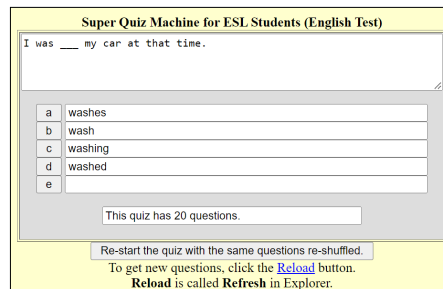 Super Quiz Machine for ESL Students (English Test)
I was ___ my car at that time.
a washes
b wash
c washing
d washed
e
This quiz has 20 questions.
Re-start the quiz with the same questions re-shuffled.
To get new questions, click the Reload button.
Reload is called Refresh in Explorer.